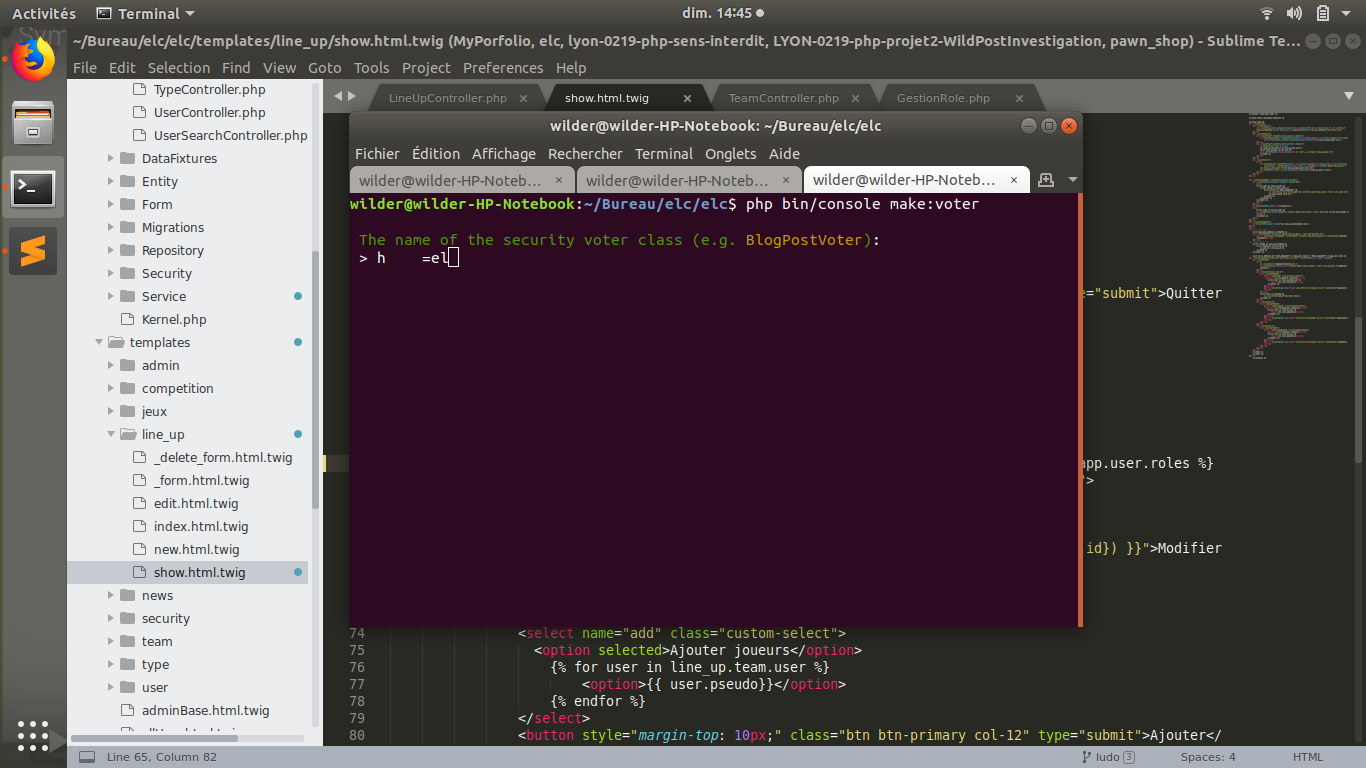 Activités
Terminal
dim. 14:45
~/Bureau/elc/elc/templates/line_up/show.html.twig (MyPorfolio, elc, lyon-0219-php-sens-interdit, LYON-0219-php-projet2-WildPostInvestigation, pawn_shop) - Sublime Te...
File Edit Selection Find View Goto Tools Project Preferences Help
TypeController.php
UserController.php
UserSearchController.php
DataFixtures
Entity
Form
Migrations
Repository
Security
Service
Kernel.php
templates
admin
competition
jeux
line_up
_delete_form.html.twig
_form.html.twig
edit.html.twig
index.html.twig
new.html.twig
show.html.twig
news
security
team
type
user
adminBase.html.twig
LineUpController.php
show.html.twig
TeamController.php
GestionRole.php
wilder@wilder-HP-Notebook: ~/Bureau/elc/elc
Fichier Édition Affichage Rechercher Terminal Onglets Aide
wilder@wilder-HP-Noteb...
wilder@wilder-HP-Noteb...
wilder@wilder-HP-Noteb...
wilder@wilder-HP-Notebook:~/Bureau/elc/elc$ php bin/console make:voter
The name of the security voter class (e.g. BlogPostVoter):
> h    =el
="submit">Quitter
app.user.roles %}
">
id}) }}">Modifier
74 <select name="add" class="custom-select">
75 <option selected>Ajouter joueurs</option>
76 {% for user in line_up.team.user %}
77 <option>{{ user.pseudo}}</option>
78 {% endfor %}
79 </select>
80 <button style="margin-top: 10px;" class="btn btn-primary col-12" type="submit">Ajouter</
Line 65, Column 82
ludo 3
Spaces: 4
HTML